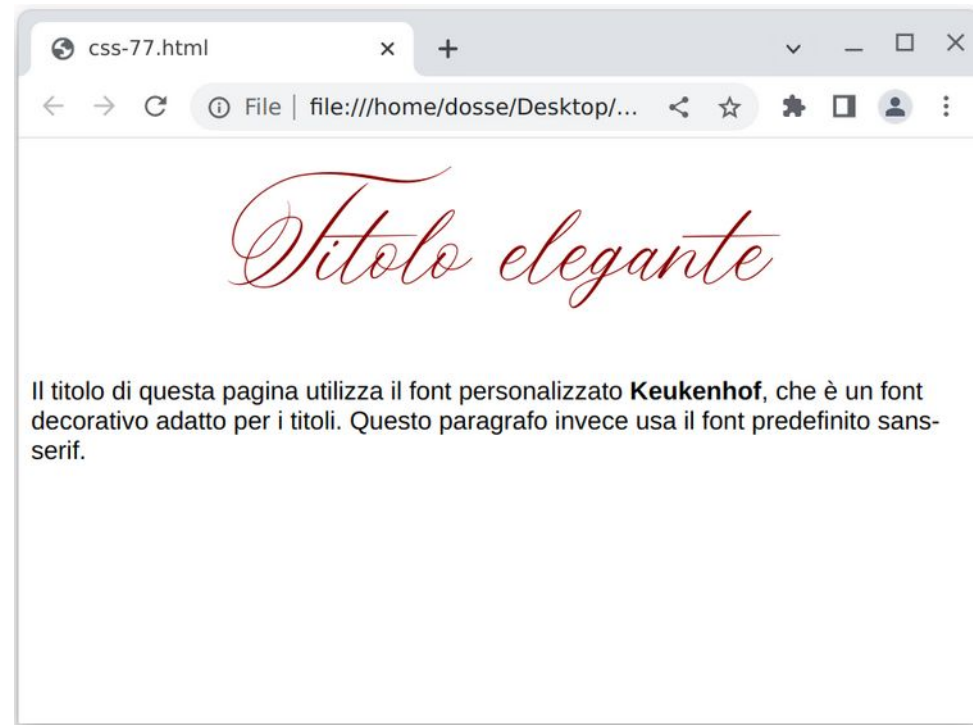 css-77.html
File | file:///home/dosse/Desktop/...
Titolo elegante
Il titolo di questa pagina utilizza il font personalizzato Keukenhof, che è un font
decorativo adatto per i titoli. Questo paragrafo invece usa il font predefinito sans-
serif.